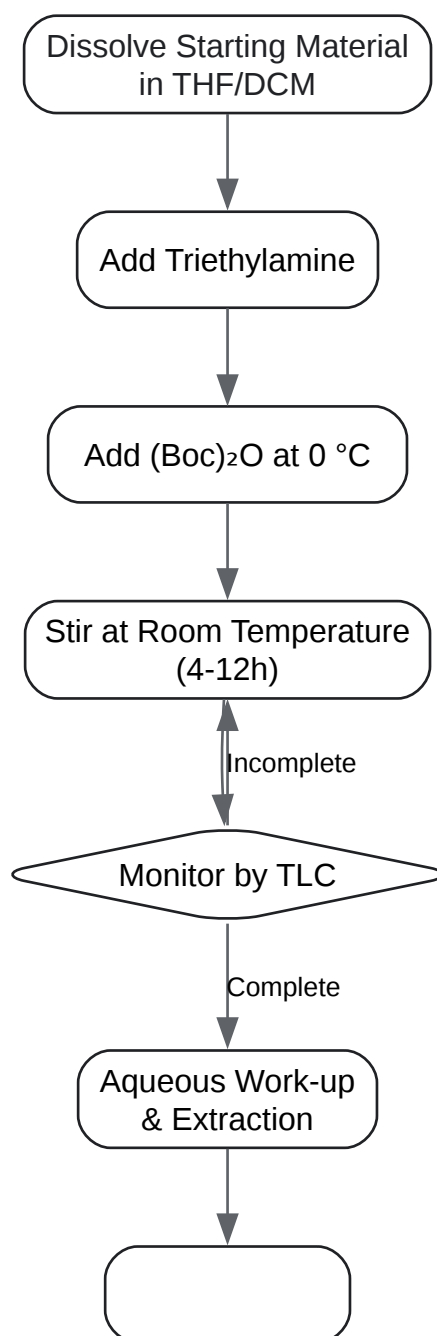 Dissolve Starting Material
in THF/DCM
Add Triethylamine
Add (Boc)₂O at 0 °C
Stir at Room Temperature
(4-12h)
Incomplete
Monitor by TLC
Complete
Aqueous Work-up
& Extraction